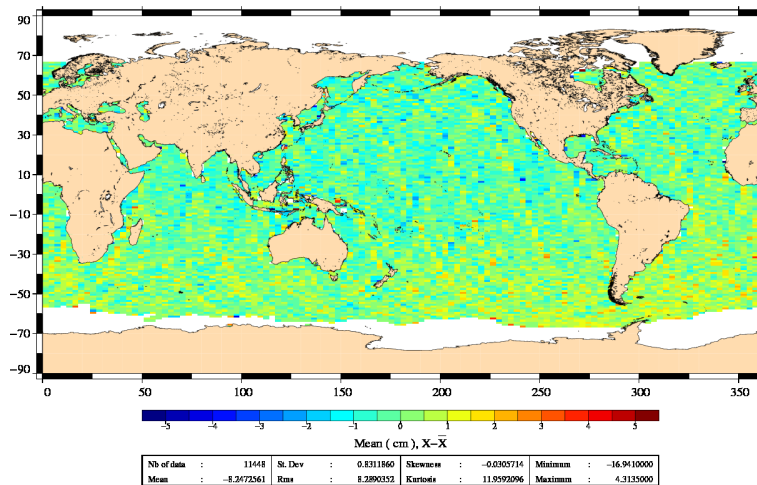 90
70
50
30
10
−10
−30
−50
−70
−90
0 50 100 150 200 250 300 350
−5 −4 −3 −2 −1 0 1 2 3 4 5
Mean ( cm ), X−X̅
Nb of data : 11448 St. Dev : 0.8311860 Skewness : −0.0305714 Minimum : −16.9410000
Mean : −8.2472561 Rms : 8.2890352 Kurtosis : 11.9592096 Maximum : 4.3135000